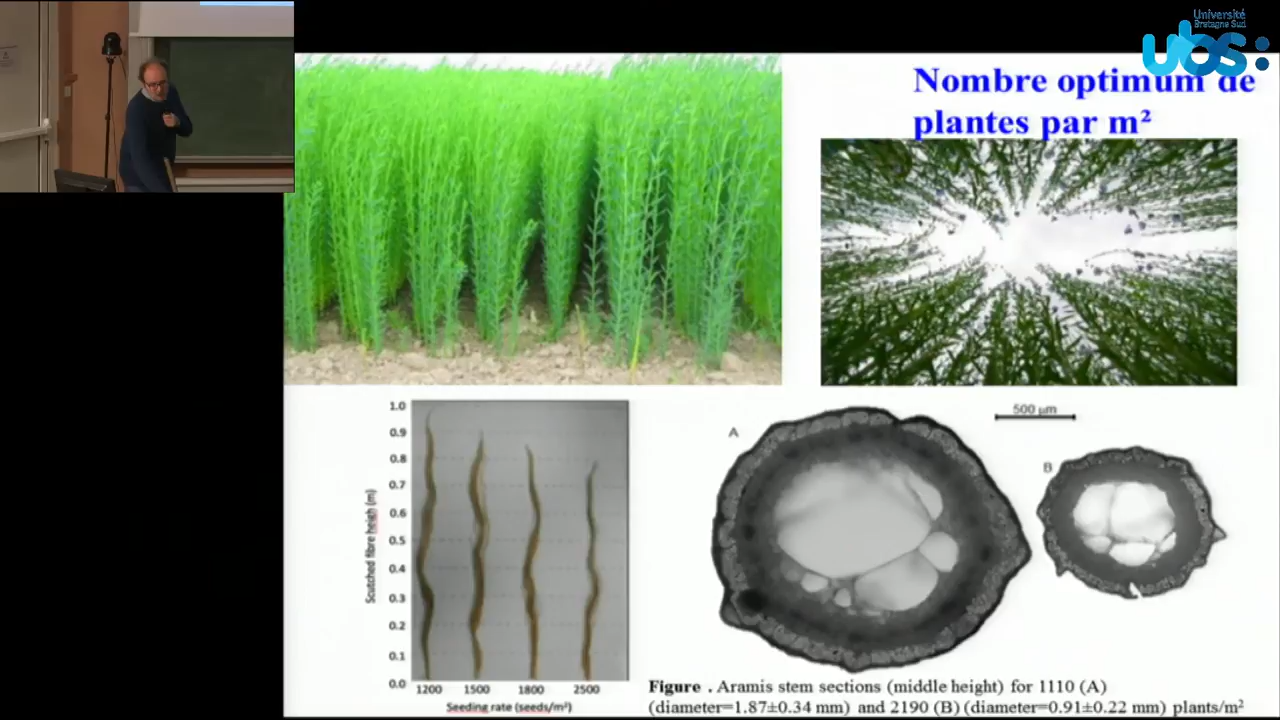 Université
Bretagne Sud
ubs:
Nombre optimum de
plantes par m²
1.0
0.9
0.8
0.7
0.6
0.5
0.4
0.3
0.2
0.1
0.0
Scutched fibre heigh (m)
1200 1500 1800 2500
Seeding rate (seeds/m²)
A
500 µm
B
Figure . Aramis stem sections (middle height) for 1110 (A)
(diameter=1.87±0.34 mm) and 2190 (B) (diameter=0.91±0.22 mm) plants/m²